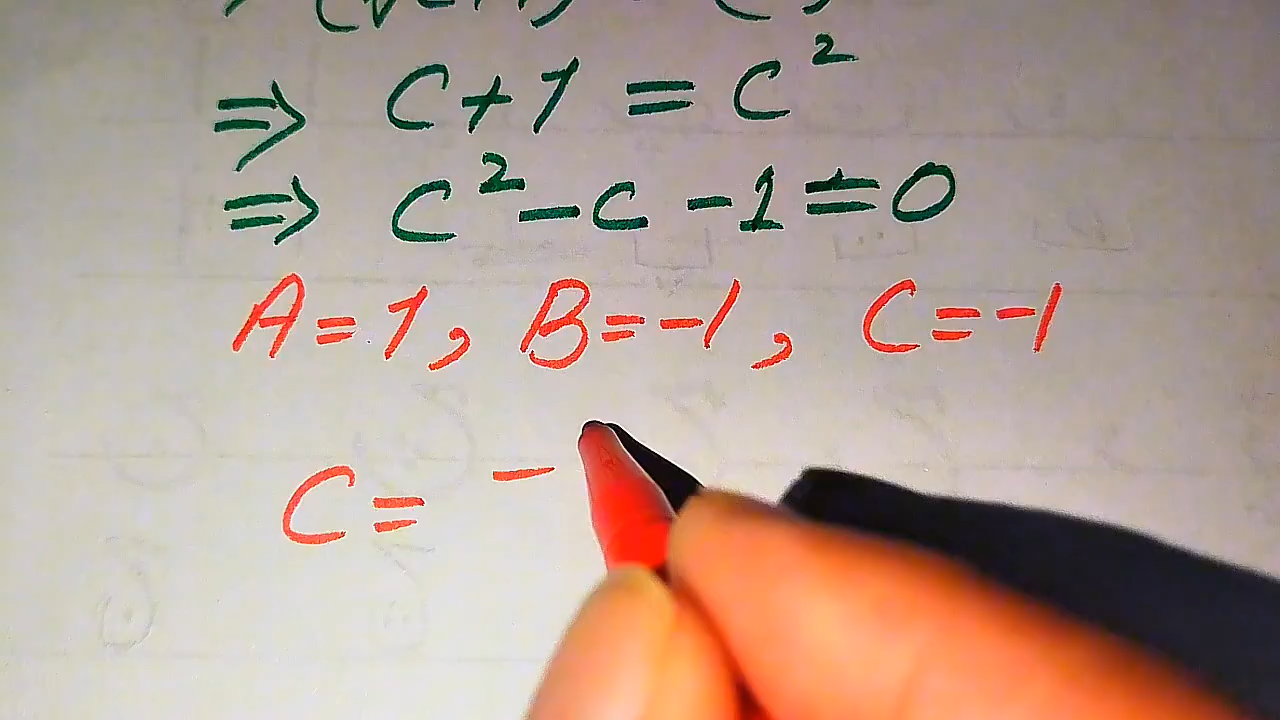 ⇒ C+1 = C²
⇒ C²-C-1=0
A=1, B=-1, C=-1
C= -